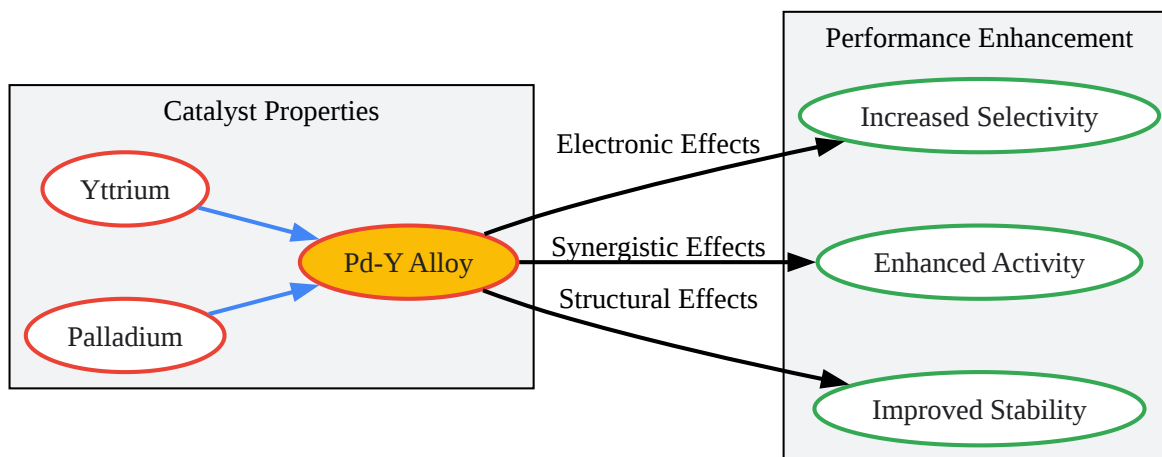 Catalyst Properties
Yttrium
Palladium
Pd-Y Alloy
Electronic Effects
Synergistic Effects
Structural Effects
Performance Enhancement
Increased Selectivity
Enhanced Activity
Improved Stability